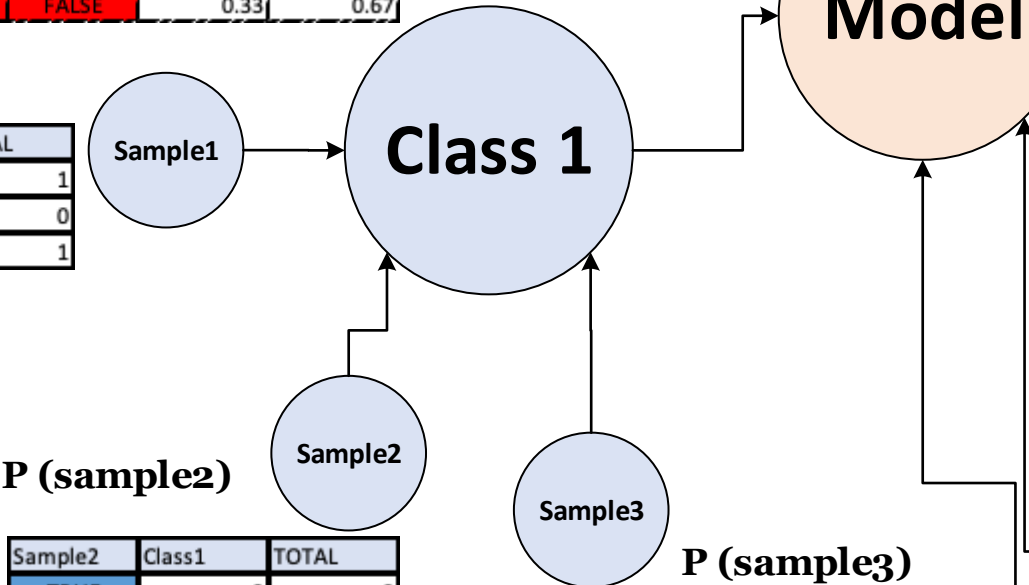 FALSE 0.33 0.67
Model
Sample1
Class 1
1
0
1
Sample2
P (sample2)
Sample3
P (sample3)
Sample2 Class1 TOTAL